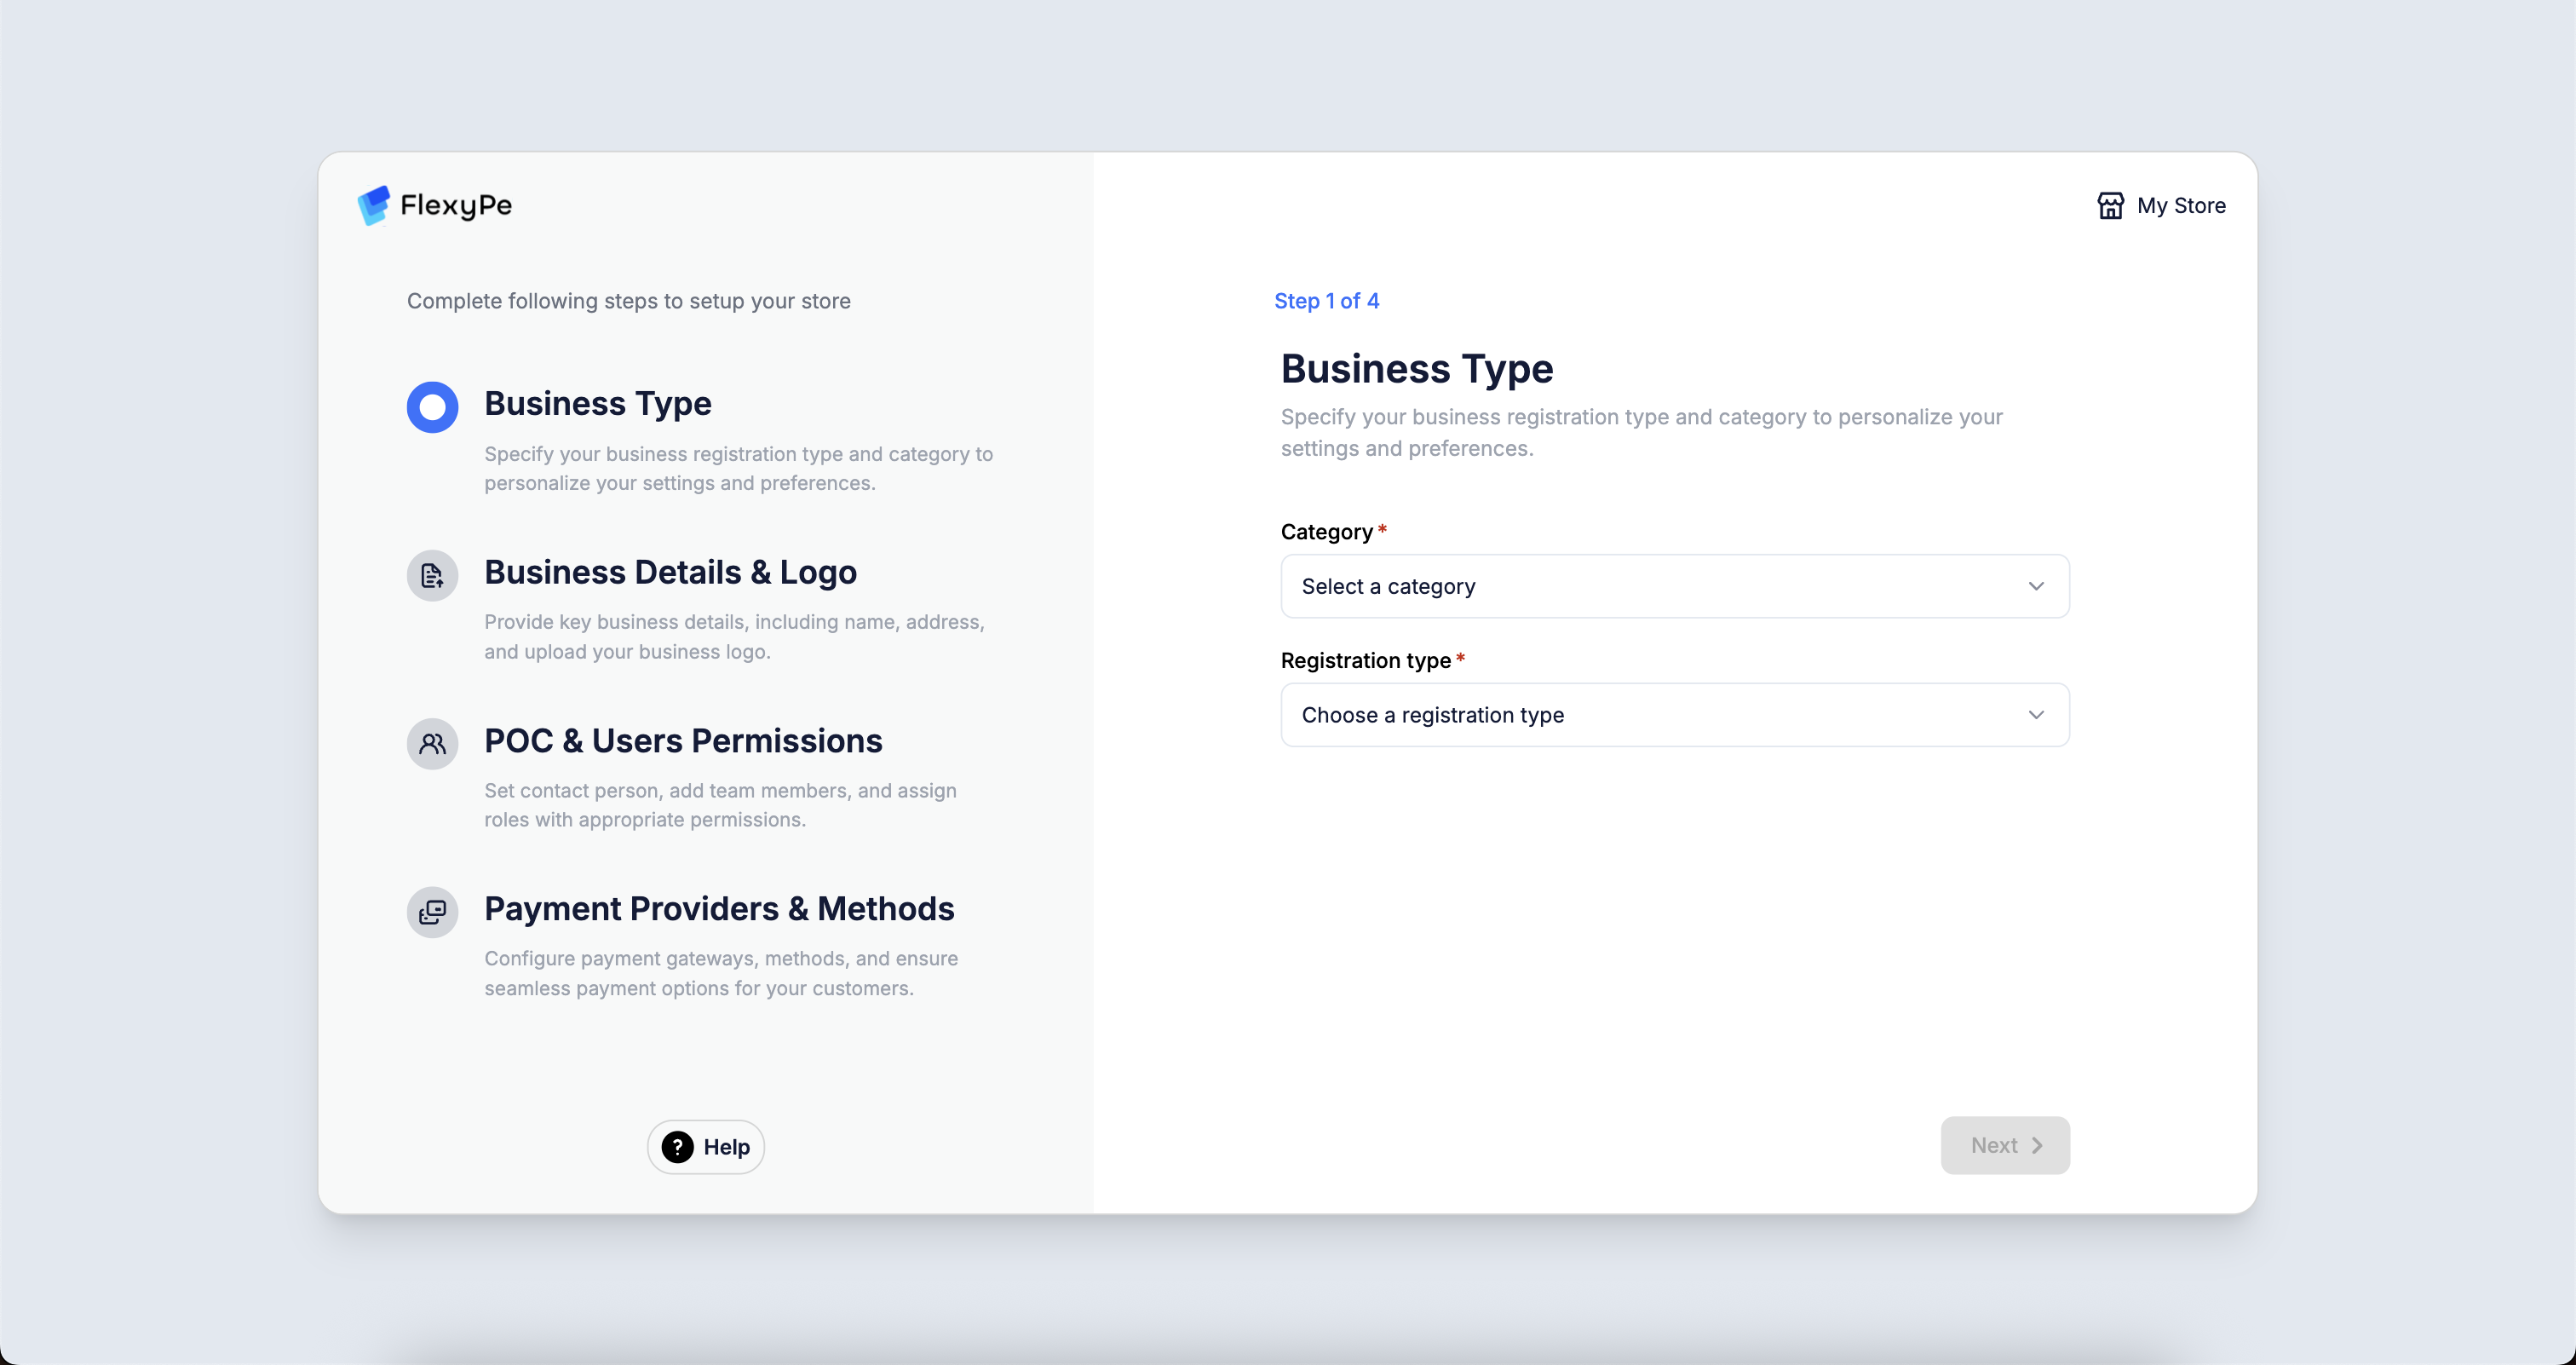 FlexyPe
Complete following steps to setup your store
Business Type
Specify your business registration type and category to
personalize your settings and preferences.
Business Details & Logo
Provide key business details, including name, address,
and upload your business logo.
POC & Users Permissions
Set contact person, add team members, and assign
roles with appropriate permissions.
Payment Providers & Methods
Configure payment gateways, methods, and ensure
seamless payment options for your customers.
? Help
My Store
Step 1 of 4
Business Type
Specify your business registration type and category to personalize your
settings and preferences.
Category *
Select a category
Registration type *
Choose a registration type
Next